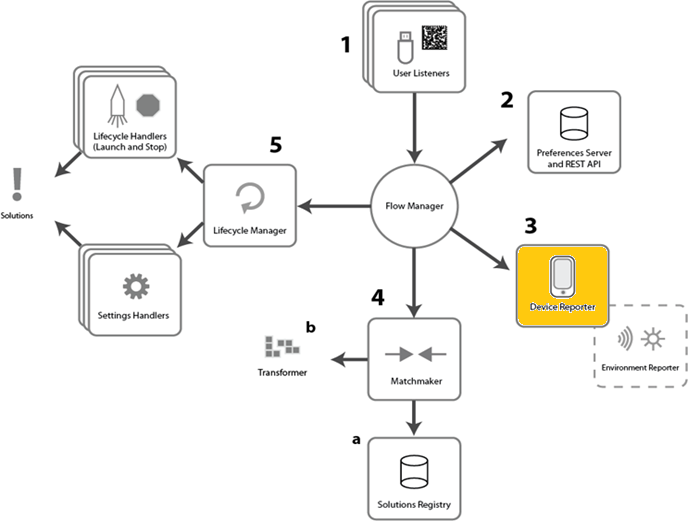 1
User Listeners
2
Preferences Server
and REST API
Lifecycle Handlers
(Launch and Stop)
5
Solutions
Lifecycle Manager
Flow Manager
3
Device Reporter
Settings Handlers
4
b
Transformer
Matchmaker
Environment Reporter
a
Solutions Registry